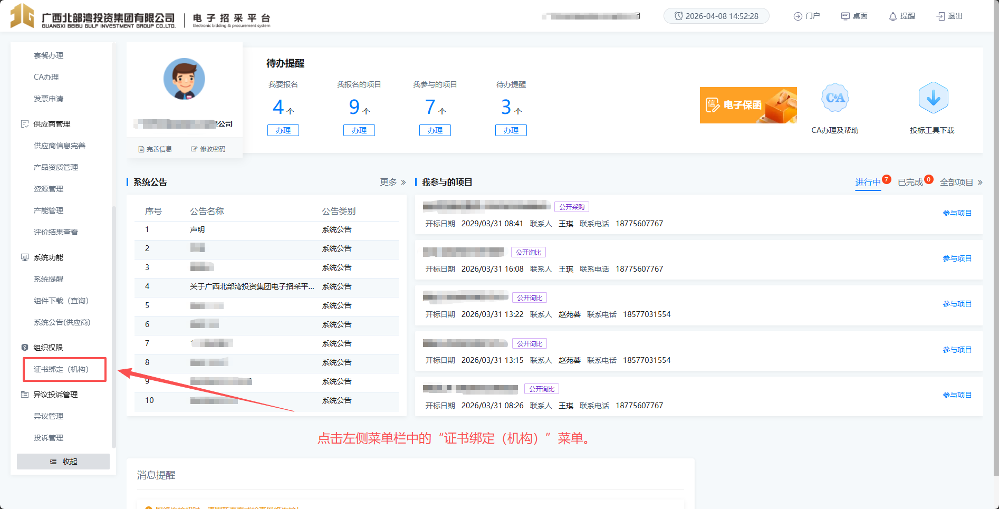 广西北部湾投资集团有限公司
GUANGXI BEIBU GULF INVESTMENT GROUP CO.,LTD.
电子招采平台
Electronic bidding & procurement system
2026-04-08 14:52:28
门户
桌面
提醒
退出
套餐办理
CA办理
发票申请
供应商管理
供应商信息完善
产品资质管理
资源管理
产能管理
评价结果查看
系统功能
系统提醒
组件下载（查询）
系统公告(供应商)
组织权限
证书绑定（机构）
异议投诉管理
异议管理
投诉管理
收起
公司
完善信息
修改密码
待办提醒
我要报名 我报名的项目 我参与的项目 待办提醒
4个 9个 7个 3个
办理 办理 办理 办理
信 电子保函
C&A
CA办理及帮助
投标工具下载
系统公告
更多 »
序号 公告名称 公告类别
1 声明 系统公告
2 系统公告
3 系统公告
4 关于广西北部湾投资集团电子招采平... 系统公告
5 系统公告
6 系统公告
7 系统公告
8 系统公告
9 系统公告
10 系统公告
我参与的项目
进行中 7 已完成 0 全部项目 »
公开采购
开标日期 2029/03/31 08:41 联系人 王琪 联系电话 18775607767
参与项目
公开询比
开标日期 2026/03/31 16:08 联系人 王琪 联系电话 18775607767
参与项目
公开询比
开标日期 2026/03/31 13:22 联系人 赵苑蓉 联系电话 18577031554
参与项目
公开询比
开标日期 2026/03/31 13:15 联系人 赵苑蓉 联系电话 18577031554
参与项目
公开询比
开标日期 2026/03/31 08:26 联系人 王琪 联系电话 18775607767
参与项目
点击左侧菜单栏中的“证书绑定（机构）”菜单。
消息提醒